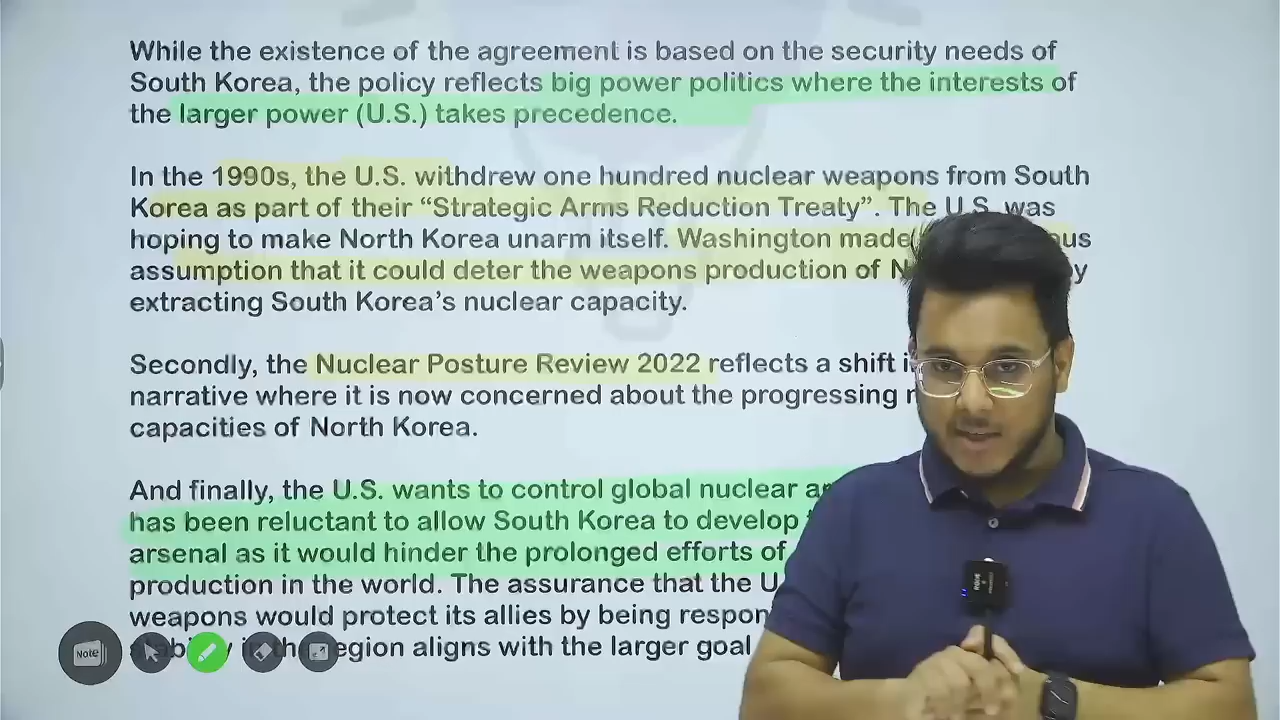 While the existence of the agreement is based on the security needs of
South Korea, the policy reflects big power politics where the interests of
the larger power (U.S.) takes precedence.
In the 1990s, the U.S. withdrew one hundred nuclear weapons from South
Korea as part of their “Strategic Arms Reduction Treaty”. The U.S. was
hoping to make North Korea unarm itself. Washington made
assumption that it could deter the weapons production of
extracting South Korea’s nuclear capacity.
Secondly, the Nuclear Posture Review 2022 reflects a shift
narrative where it is now concerned about the progressing
capacities of North Korea.
And finally, the U.S. wants to control global nuclear
has been reluctant to allow South Korea to develop
arsenal as it would hinder the prolonged efforts of
production in the world. The assurance that the
weapons would protect its allies by being
region aligns with the larger goal
Note